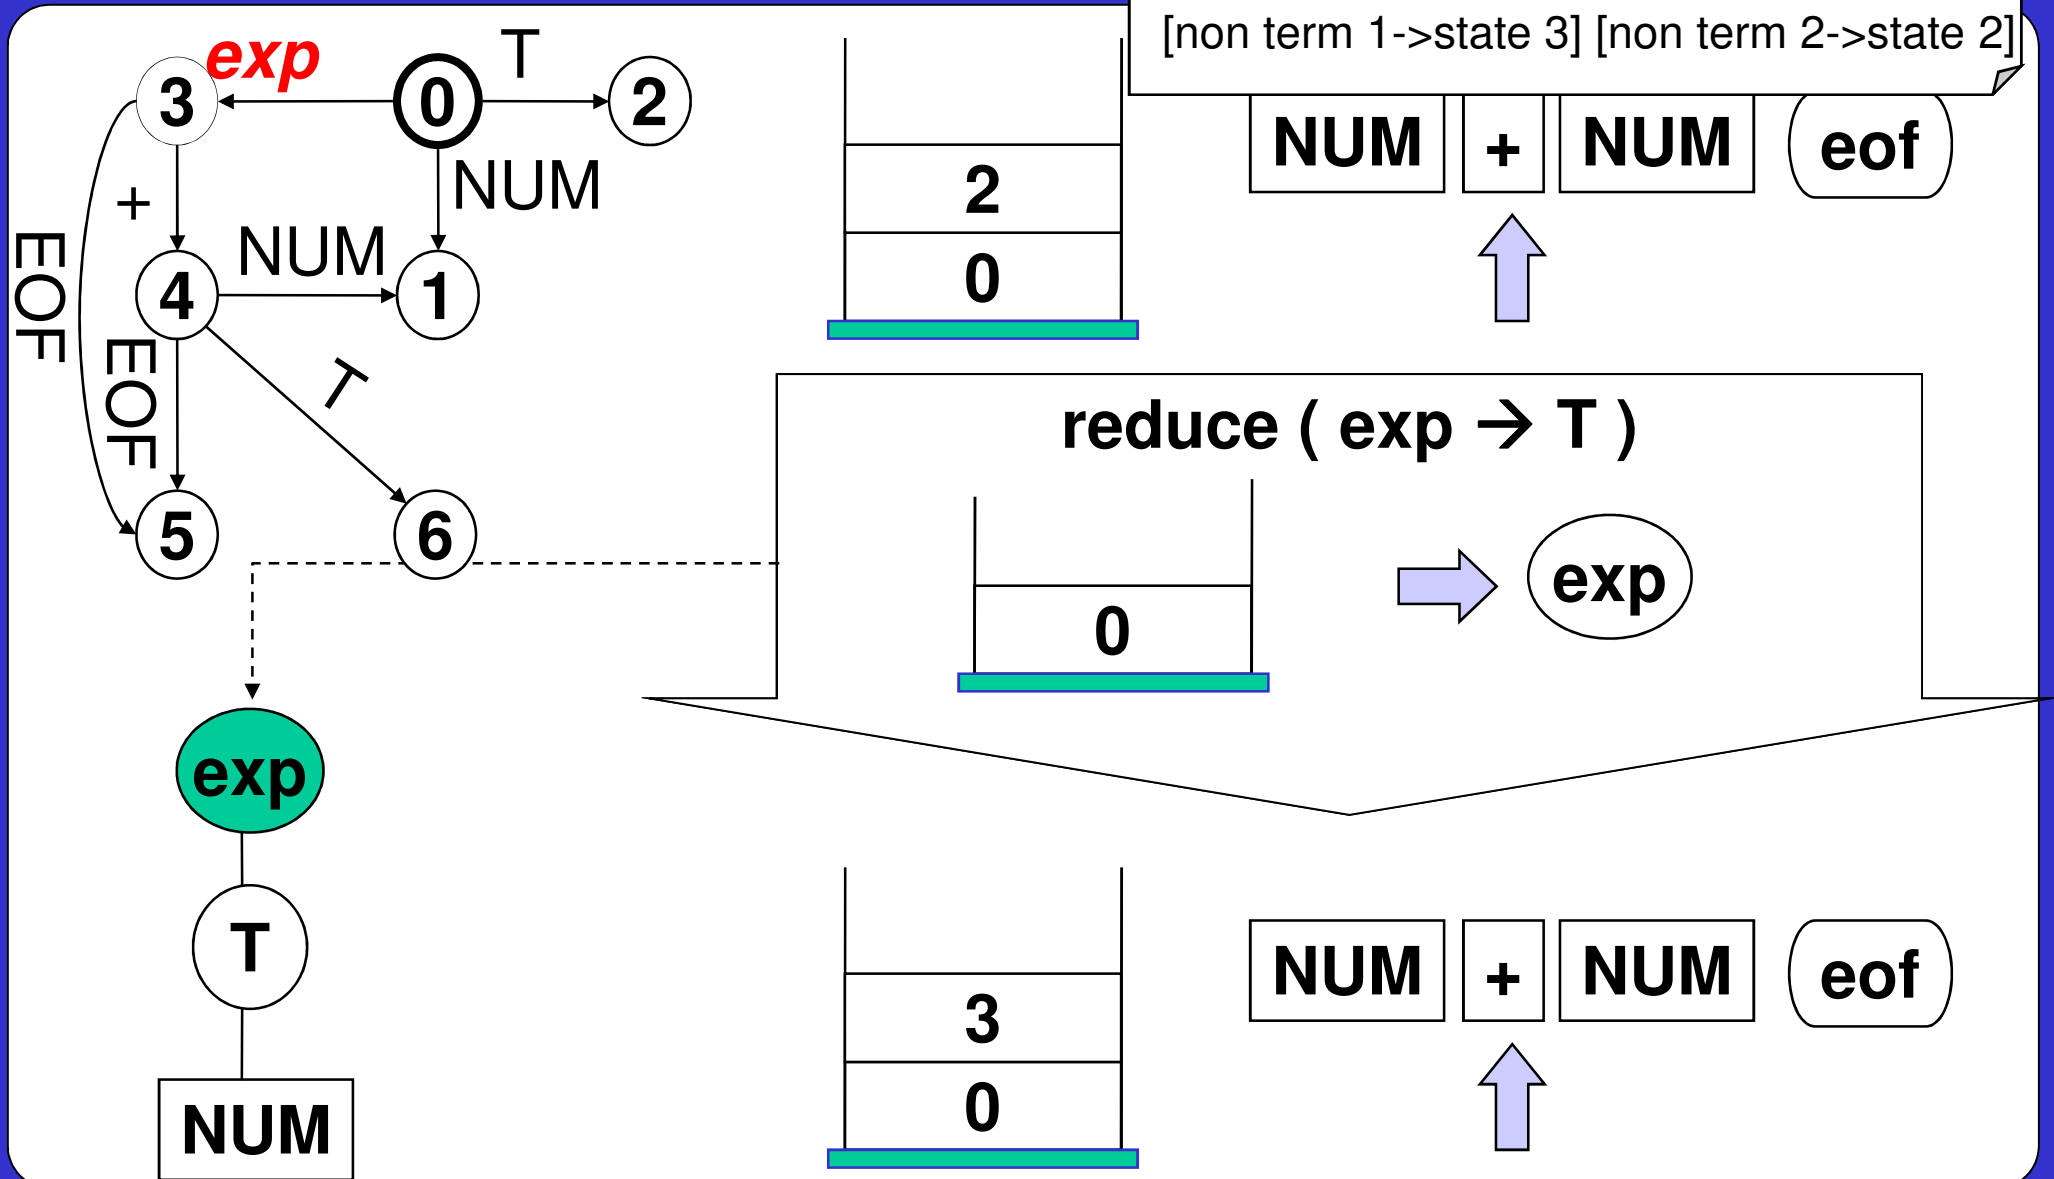 [non term 1->state 3] [non term 2->state 2]
3
exp
0
T
2
+
NUM
EOF
4
NUM
1
EOF
T
5
6
2
0
NUM + NUM eof
reduce ( exp → T )
0
exp
exp
T
NUM
3
0
NUM + NUM eof